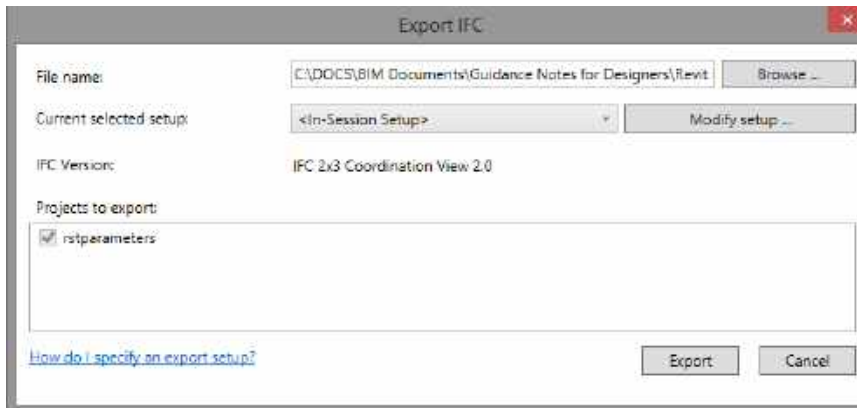 Export IFC
File name: C:\DOCS\BIM Documents\Guidance Notes for Designers\Revit Browse ...
Current selected setup: <In-Session Setup> Modify setup ...
IFC Version: IFC 2x3 Coordination View 2.0
Projects to export:
rstparameters
How do I specify an export setup? Export Cancel